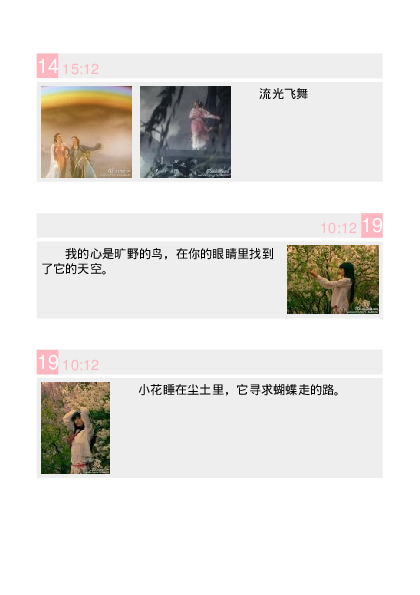 14 15:12
流光飞舞
10:12 19
我的心是旷野的鸟，在你的眼睛里找到
了它的天空。
19 10:12
小花睡在尘土里，它寻求蝴蝶走的路。